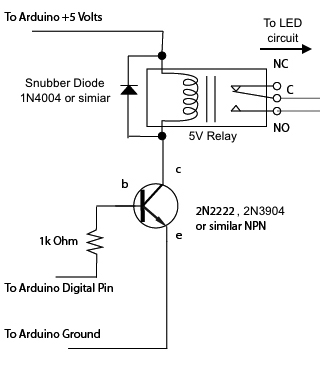 To Arduino +5 Volts
To LED
circuit
NC
Snubber Diode
1N4004 or simiar
C
5V Relay
NO
c
b
2N2222, 2N3904
or similar NPN
e
1k Ohm
To Arduino Digital Pin
To Arduino Ground